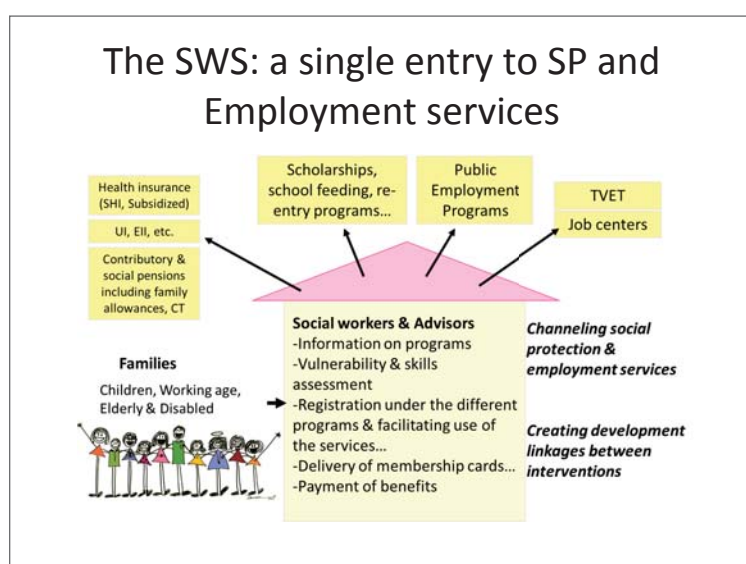 The SWS: a single entry to SP and
Employment services
Health insurance
(SHI, Subsidized)
UI, EII, etc.
Contributory &
social pensions
including family
allowances, CT
Scholarships,
school feeding, re-
entry programs...
Public
Employment
Programs
TVET
Job centers
Families
Children, Working age,
Elderly & Disabled
Social workers & Advisors
-Information on programs
-Vulnerability & skills
assessment
-Registration under the different
programs & facilitating use of
the services...
-Delivery of membership cards...
-Payment of benefits
Channeling social
protection &
employment services
Creating development
linkages between
interventions